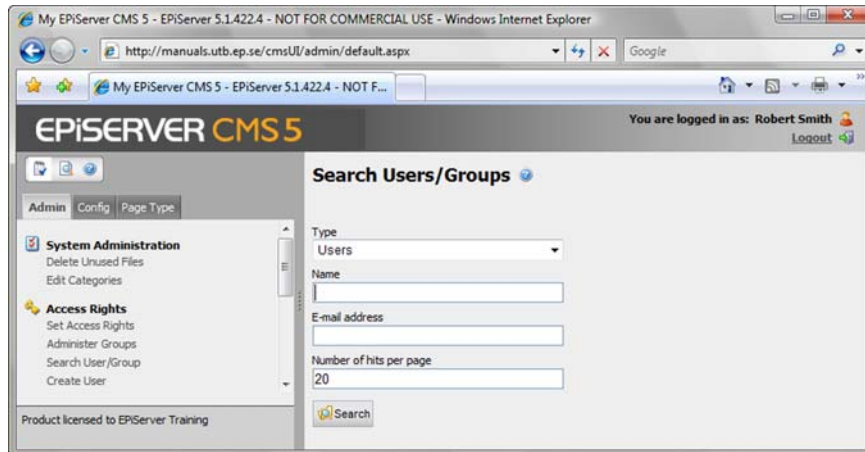 My EPiServer CMS 5 - EPiServer 5.1.422.4 - NOT FOR COMMERCIAL USE - Windows Internet Explorer
http://manuals.utb.ep.se/cmsUI/admin/default.aspx
Google
My EPiServer CMS 5 - EPiServer 5.1.422.4 - NOT F...
EPiSERVER CMS 5
You are logged in as: Robert Smith
Logout
Admin Config Page Type
System Administration
Delete Unused Files
Edit Categories
Access Rights
Set Access Rights
Administer Groups
Search User/Group
Create User
Product licensed to EPiServer Training
Search Users/Groups
Type
Users
Name
E-mail address
Number of hits per page
20
Search